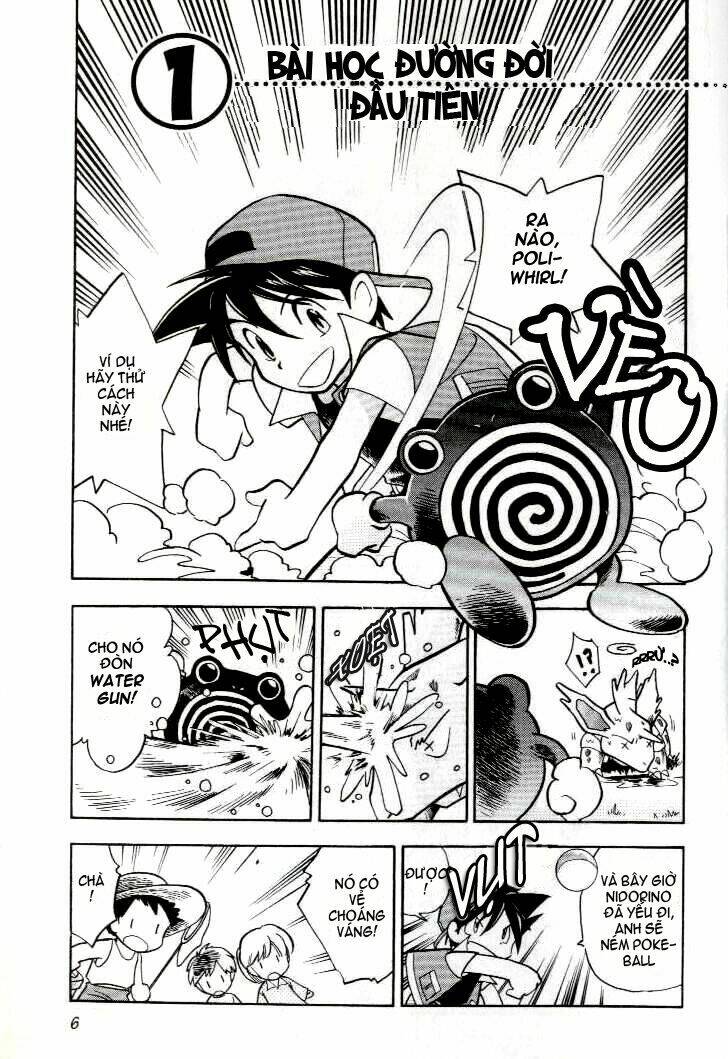 1
BÀI HỌC ĐƯỜNG ĐỜI
ĐẦU TIÊN
RA
NÀO,
POLI-
WHIRL!
VÈO
VÍ DỤ
HÃY THỬ
CÁCH
NÀY
NHÉ!
CHO NÓ
ĐÒN
WATER
GUN!
PHỤT
XOẸT
!?
RRRỪ..?
CHÀ
!
NÓ CÓ
VẺ
CHOÁNG
VÁNG!
ĐƯỢC
!
VỤT
VÀ BÂY GIỜ
NIDORINO
ĐÃ YẾU ĐI,
ANH SẼ
NÉM POKE-
BALL
6